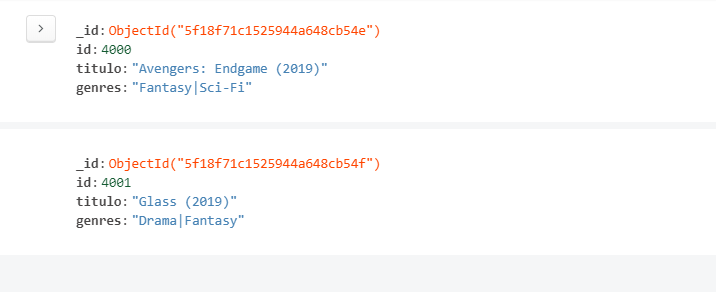 _id: ObjectId("5f18f71c1525944a648cb54e")
id: 4000
titulo: "Avengers: Endgame (2019)"
genres: "Fantasy|Sci-Fi"
_id: ObjectId("5f18f71c1525944a648cb54f")
id: 4001
titulo: "Glass (2019)"
genres: "Drama|Fantasy"